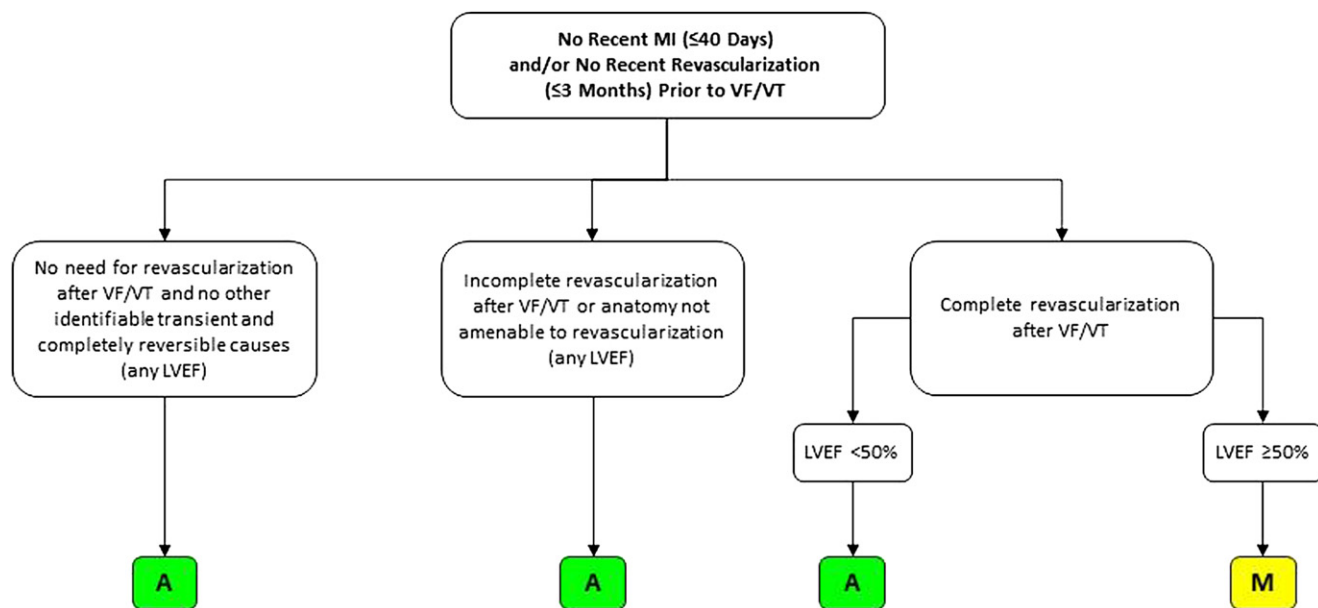 No Recent MI (≤40 Days)
and/or No Recent Revascularization
(≤3 Months) Prior to VF/VT
No need for revascularization
after VF/VT and no other
identifiable transient and
completely reversible causes
(any LVEF)
Incomplete revascularization
after VF/VT or anatomy not
amenable to revascularization
(any LVEF)
Complete revascularization
after VF/VT
LVEF <50%
LVEF ≥50%
A
A
A
M